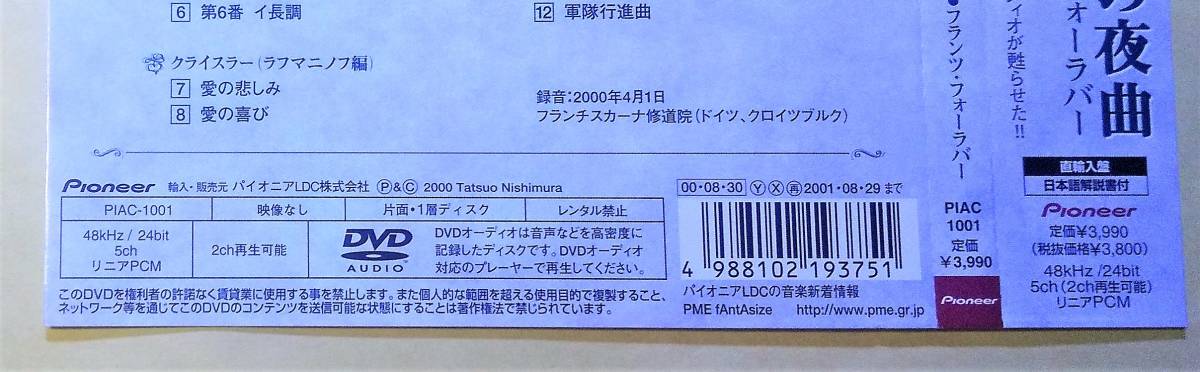 6 第6番 イ長調
12 軍隊行進曲
クライスラー(ラフマニノフ編)
7 愛の悲しみ
8 愛の喜び
録音:2000年4月1日
フランチスカーナ修道院(ドイツ、クロイツブルク)
Pioneer 輸入・販売元 パイオニアLDC株式会社 Ⓟ&Ⓒ 2000 Tatsuo Nishimura
PIAC-1001 映像なし 片面・1層ディスク レンタル禁止
48kHz / 24bit
5ch
リニアPCM
2ch再生可能
DVD
AUDIO
DVDオーディオは音声などを高密度に
記録したディスクです。DVDオーディオ
対応のプレーヤーで再生してください。
このDVDを権利者の許諾なく賃貸業に使用する事を禁止します。また個人的な範囲を超える使用目的で複製すること、
ネットワーク等を通じてこのDVDのコンテンツを送信可能な状態にすることは著作権法で禁じられています。
00・08・30 Ⓨ Ⓧ 再 2001・08・29 まで
4 988102 193751
パイオニアLDCの音楽新着情報
PME fAntAsize http://www.pme.gr.jp
フランツ・フォーラバー
PIAC
1001
定価
¥3,990
Pioneer
夜曲
ォーラバー
ィオが甦らせた!!
直輸入盤
日本語解説書付
Pioneer
定価¥3,990
(税抜価格¥3,800)
48kHz /24bit
5ch(2ch再生可能)
リニアPCM